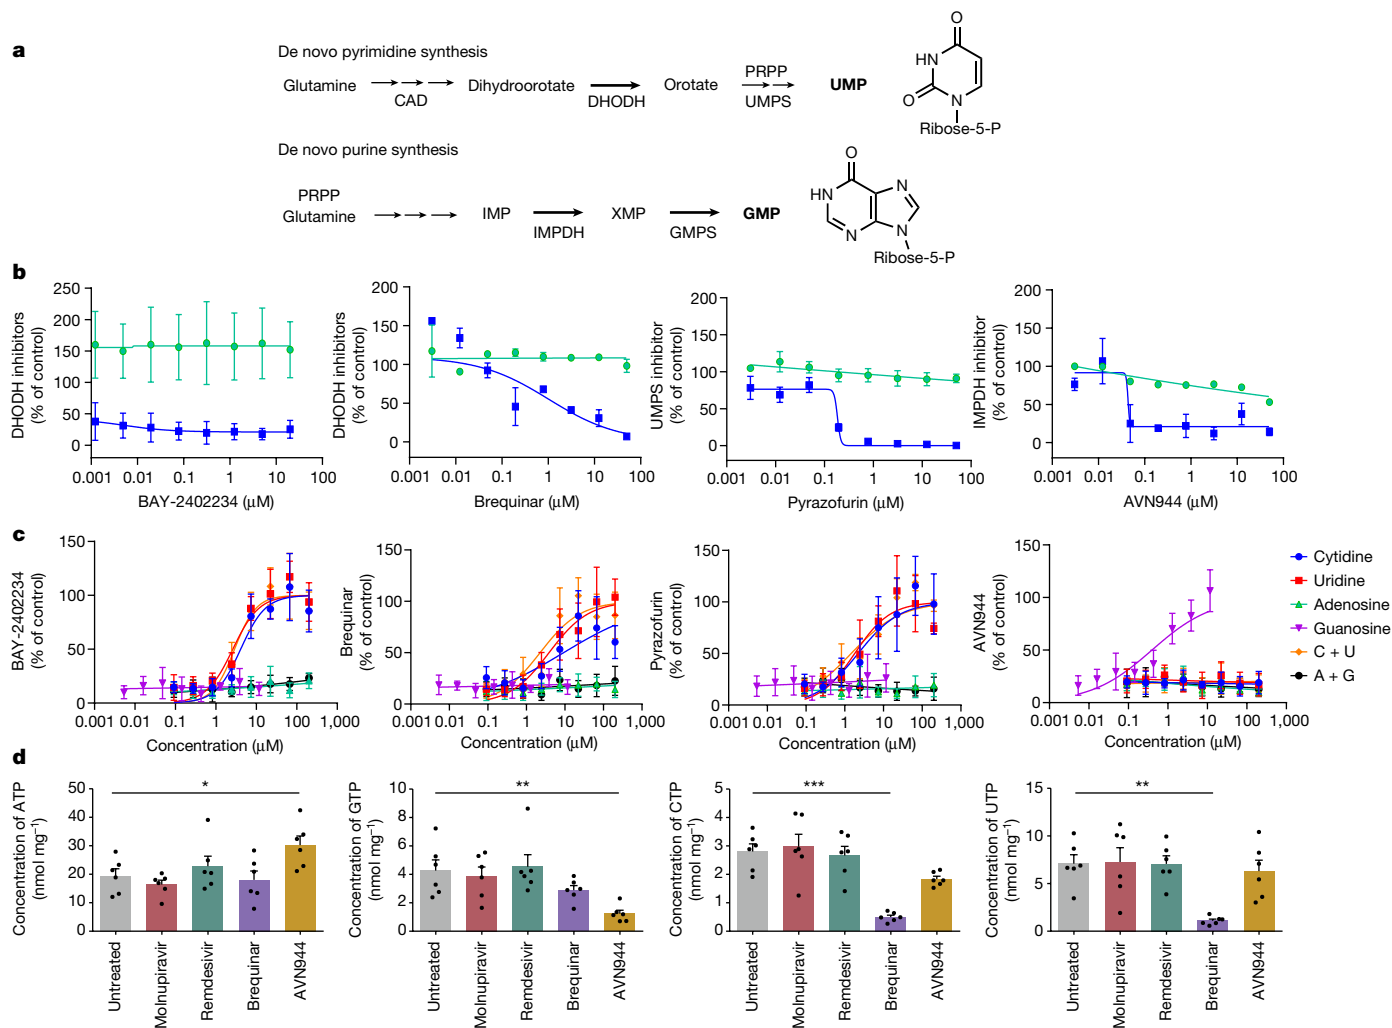 a
De novo pyrimidine synthesis
Glutamine
CAD
Dihydroorotate
DHODH
Orotate
PRPP
UMPS
UMP
O
HN
O
N
Ribose-5-P
De novo purine synthesis
PRPP
Glutamine
IMP
IMPDH
XMP
GMPS
GMP
O
HN
N
N
N
Ribose-5-P
b
DHODH inhibitors
(% of control)
250
200
150
100
50
0
0.001 0.01 0.1 1 10 100
BAY-2402234 (μM)
DHODH inhibitors
(% of control)
200
150
100
50
0
0.001 0.01 0.1 1 10 100
Brequinar (μM)
UMPS inhibitor
(% of control)
200
150
100
50
0
0.001 0.01 0.1 1 10 100
Pyrazofurin (μM)
IMPDH inhibitor
(% of control)
200
150
100
50
0
0.001 0.01 0.1 1 10 100
AVN944 (μM)
c
BAY-2402234
(% of control)
150
100
50
0
0.001 0.01 0.1 1 10 100 1,000
Concentration (μM)
Brequinar
(% of control)
150
100
50
0
0.001 0.01 0.1 1 10 100 1,000
Concentration (μM)
Pyrazofurin
(% of control)
150
100
50
0
0.001 0.01 0.1 1 10 100 1,000
Concentration (μM)
AVN944
(% of control)
150
100
50
0
0.001 0.01 0.1 1 10 100 1,000
Concentration (μM)
Cytidine
Uridine
Adenosine
Guanosine
C + U
A + G
d
Concentration of ATP
(nmol mg⁻¹)
50
40
30
20
10
0
*
Untreated
Molnupiravir
Remdesivir
Brequinar
AVN944
Concentration of GTP
(nmol mg⁻¹)
10
8
6
4
2
0
**
Untreated
Molnupiravir
Remdesivir
Brequinar
AVN944
Concentration of CTP
(nmol mg⁻¹)
5
4
3
2
1
0
***
Untreated
Molnupiravir
Remdesivir
Brequinar
AVN944
Concentration of UTP
(nmol mg⁻¹)
15
10
5
0
**
Untreated
Molnupiravir
Remdesivir
Brequinar
AVN944